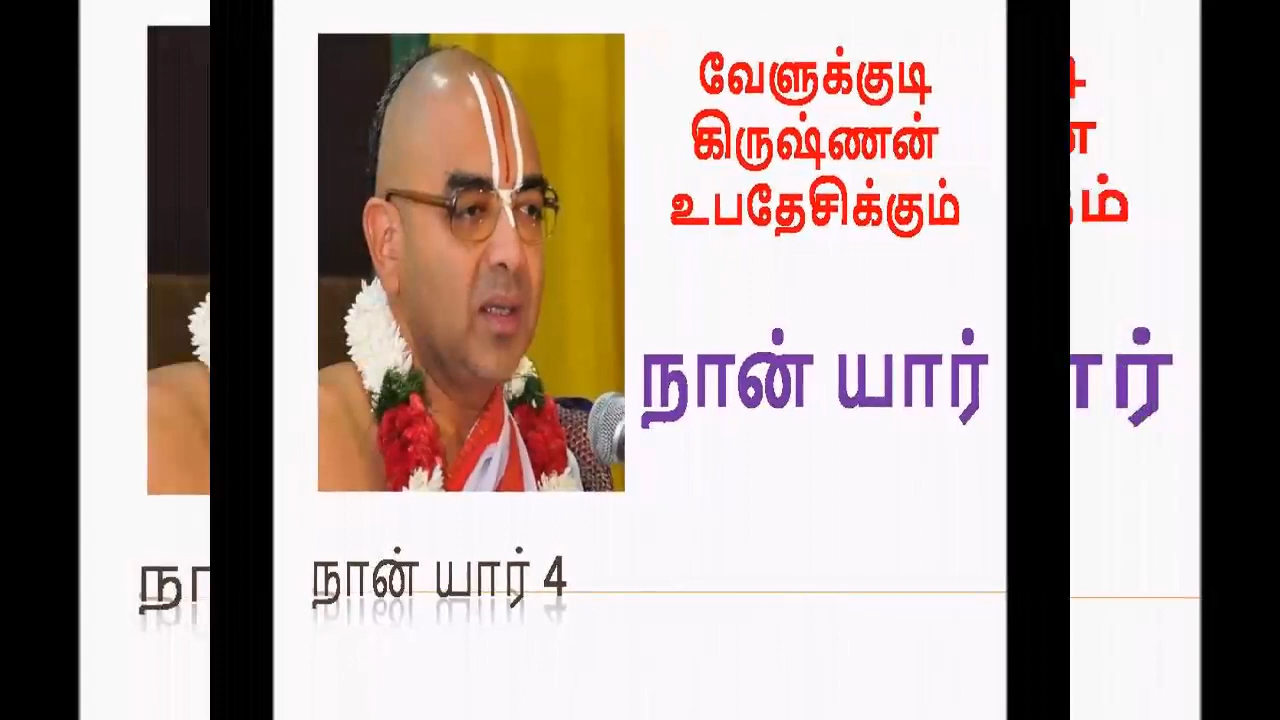 வேளுக்குடி
கிருஷ்ணன்
உபதேசிக்கும்
நான் யார்
நான் யார் 4